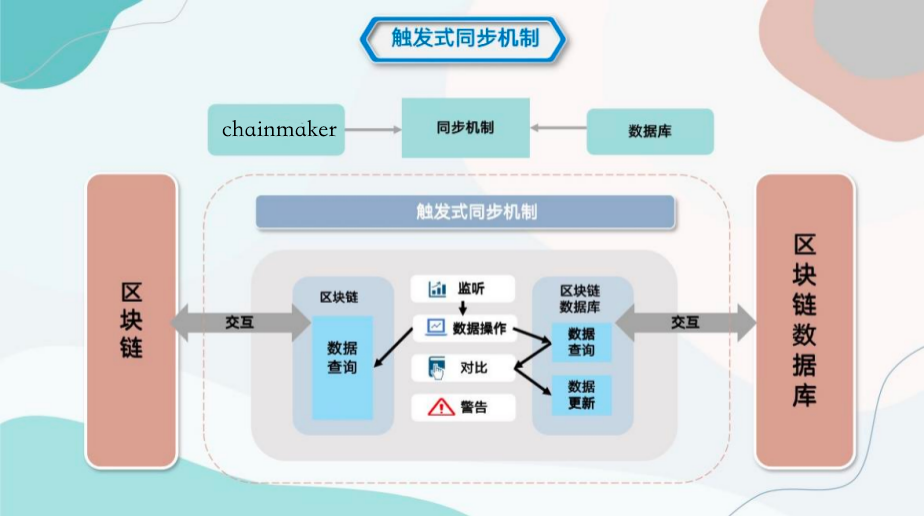 触发式同步机制
chainmaker
同步机制
数据库
触发式同步机制
区块链
交互
区块链
数据
查询
监听
数据操作
对比
警告
区块链
数据库
数据
查询
数据
更新
交互
区块链数据库